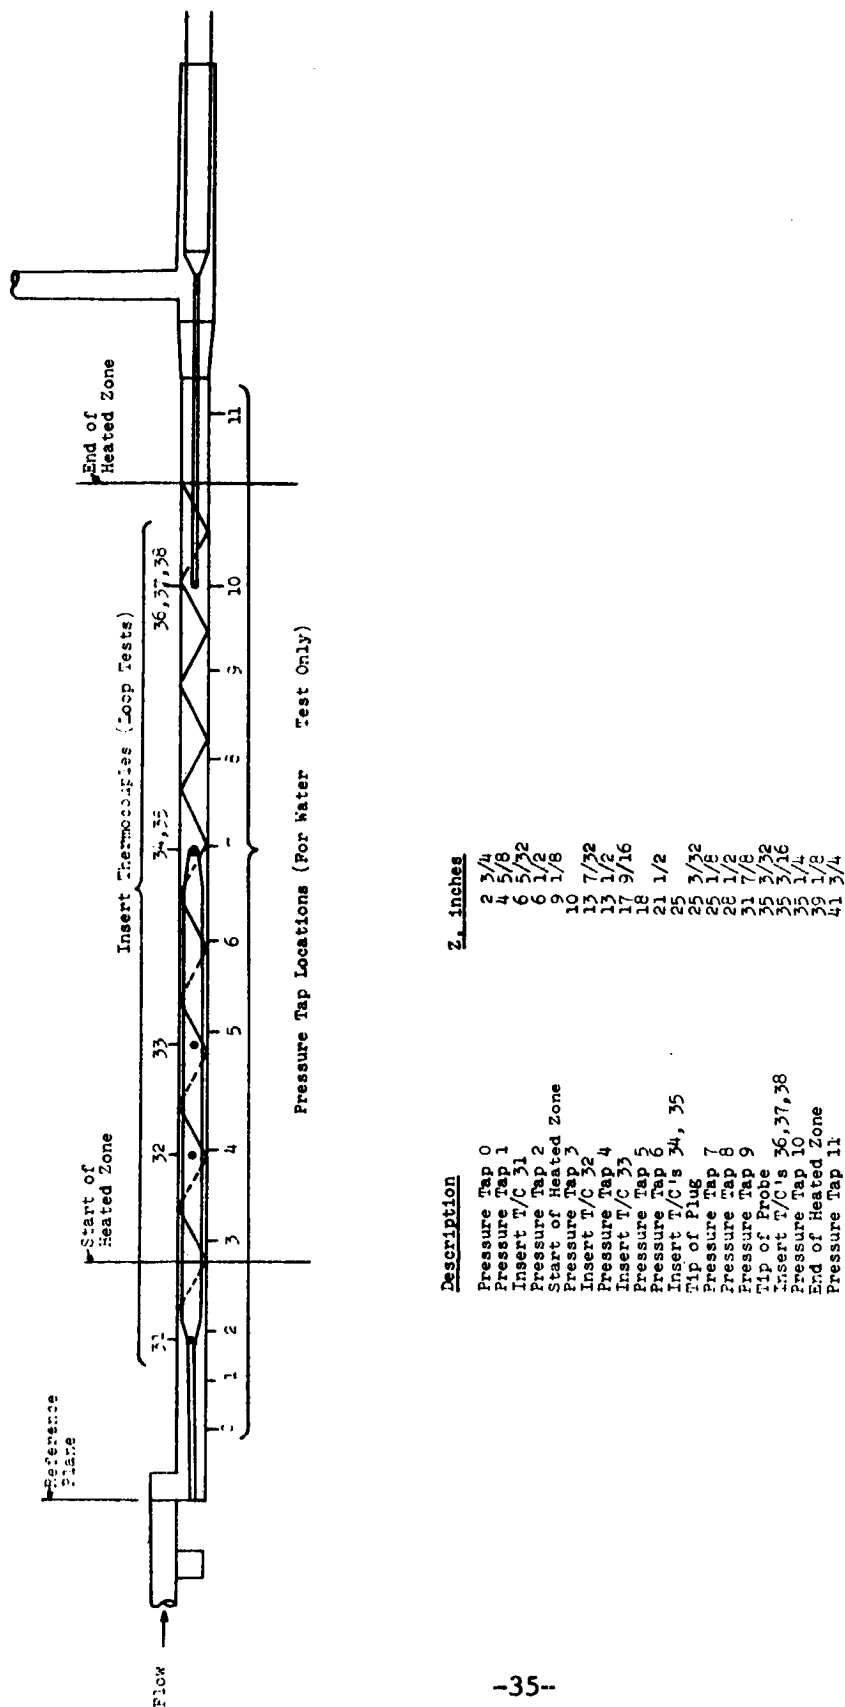 Flow
Reference
Plane
Start of
Heated Zone
End of
Heated Zone
Insert Thermocouples (Loop Tests)
31 32 33 34,35 36,37,38
0 1 2 3 4 5 6 7 8 9 10 11
Pressure Tap Locations (For Water Test Only)
Description Z, inches
Pressure Tap 0 2 3/4
Pressure Tap 1 4 5/8
Insert T/C 31 6 5/32
Pressure Tap 2 6 1/2
Start of Heated Zone 9 1/8
Pressure Tap 3 10
Insert T/C 32 13 7/32
Pressure Tap 4 13 1/2
Insert T/C 33 17 9/16
Pressure Tap 5 18
Pressure Tap 6 21 1/2
Insert T/C's 34, 35 25
Tip of Plug 25 3/32
Pressure Tap 7 25 1/8
Pressure Tap 8 28 1/2
Pressure Tap 9 31 7/8
Tip of Probe 35 3/32
Insert T/C's 36,37,38 35 3/16
Pressure Tap 10 35 1/4
End of Heated Zone 39 1/8
Pressure Tap 11 41 3/4
-35--